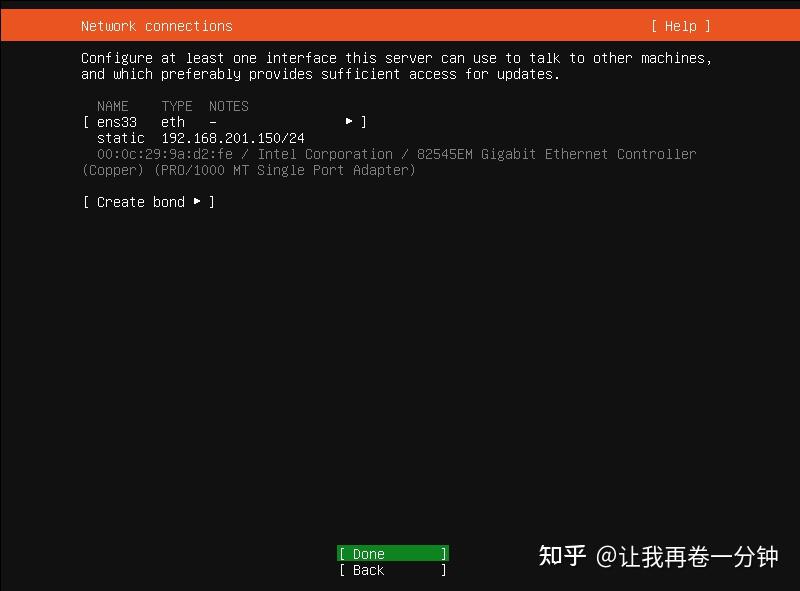 Network connections [ Help ]
Configure at least one interface this server can use to talk to other machines,
and which preferably provides sufficient access for updates.
NAME TYPE NOTES
[ ens33 eth – ▸ ]
static 192.168.201.150/24
00:0c:29:9a:d2:fe / Intel Corporation / 82545EM Gigabit Ethernet Controller
(Copper) (PRO/1000 MT Single Port Adapter)
[ Create bond ▸ ]
[ Done ]
[ Back ]
知乎 @让我再卷一分钟